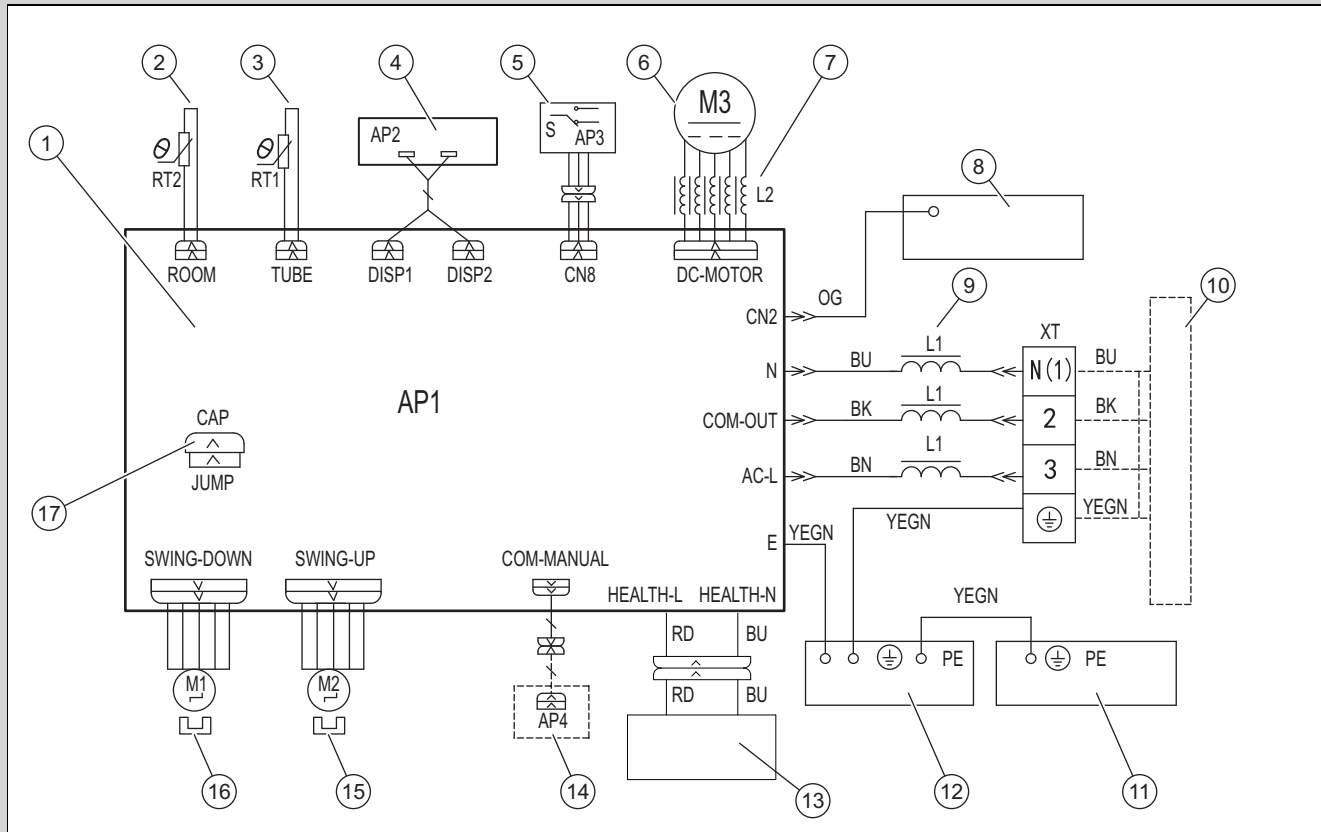 2 3 4 5 6 7
1
AP2
S AP3
M3
8
RT2 RT1
L2
ROOM TUBE DISP1 DISP2 CN8 DC-MOTOR
9 10
OG
CN2
XT
L1
N BU N(1) BU
AP1
CAP
L1
COM-OUT BK 2 BK
JUMP
L1
AC-L BN 3 BN
17
YEGN YEGN
E YEGN
SWING-DOWN SWING-UP COM-MANUAL
HEALTH-L HEALTH-N
YEGN
RD BU
PE PE
M1 M2
RD BU
AP4
16 15 14 13 12 11